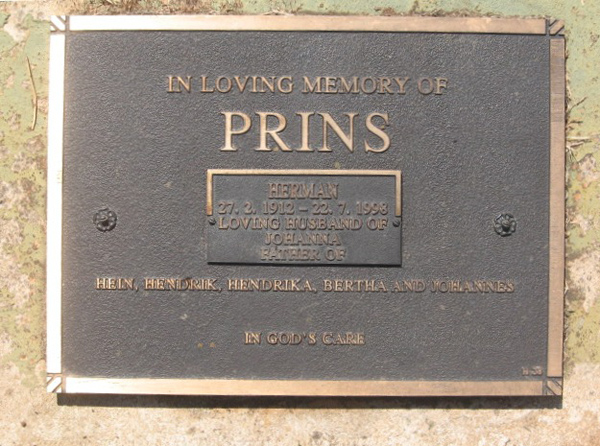 IN LOVING MEMORY OF
PRINS
HERMAN
27. 2. 1912 - 22. 7. 1998
LOVING HUSBAND OF
JOHANNA
FATHER OF
HEIN, HENDRIK, HENDRIKA, BERTHA AND JOHANNES
IN GOD'S CARE